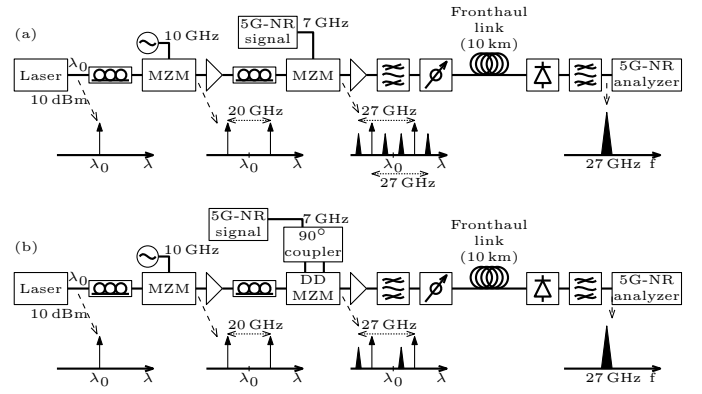 (a)
Laser
λ0
10 dBm
10 GHz
MZM
5G-NR
signal
7 GHz
MZM
Fronthaul
link
(10 km)
5G-NR
analyzer
λ0
λ
20 GHz
λ0
λ
27 GHz
λ0
λ
27 GHz
27 GHz f
(b)
Laser
λ0
10 dBm
10 GHz
MZM
5G-NR
signal
7 GHz
90°
coupler
DD
MZM
Fronthaul
link
(10 km)
5G-NR
analyzer
λ0
λ
20 GHz
λ0
λ
27 GHz
λ0
λ
27 GHz f